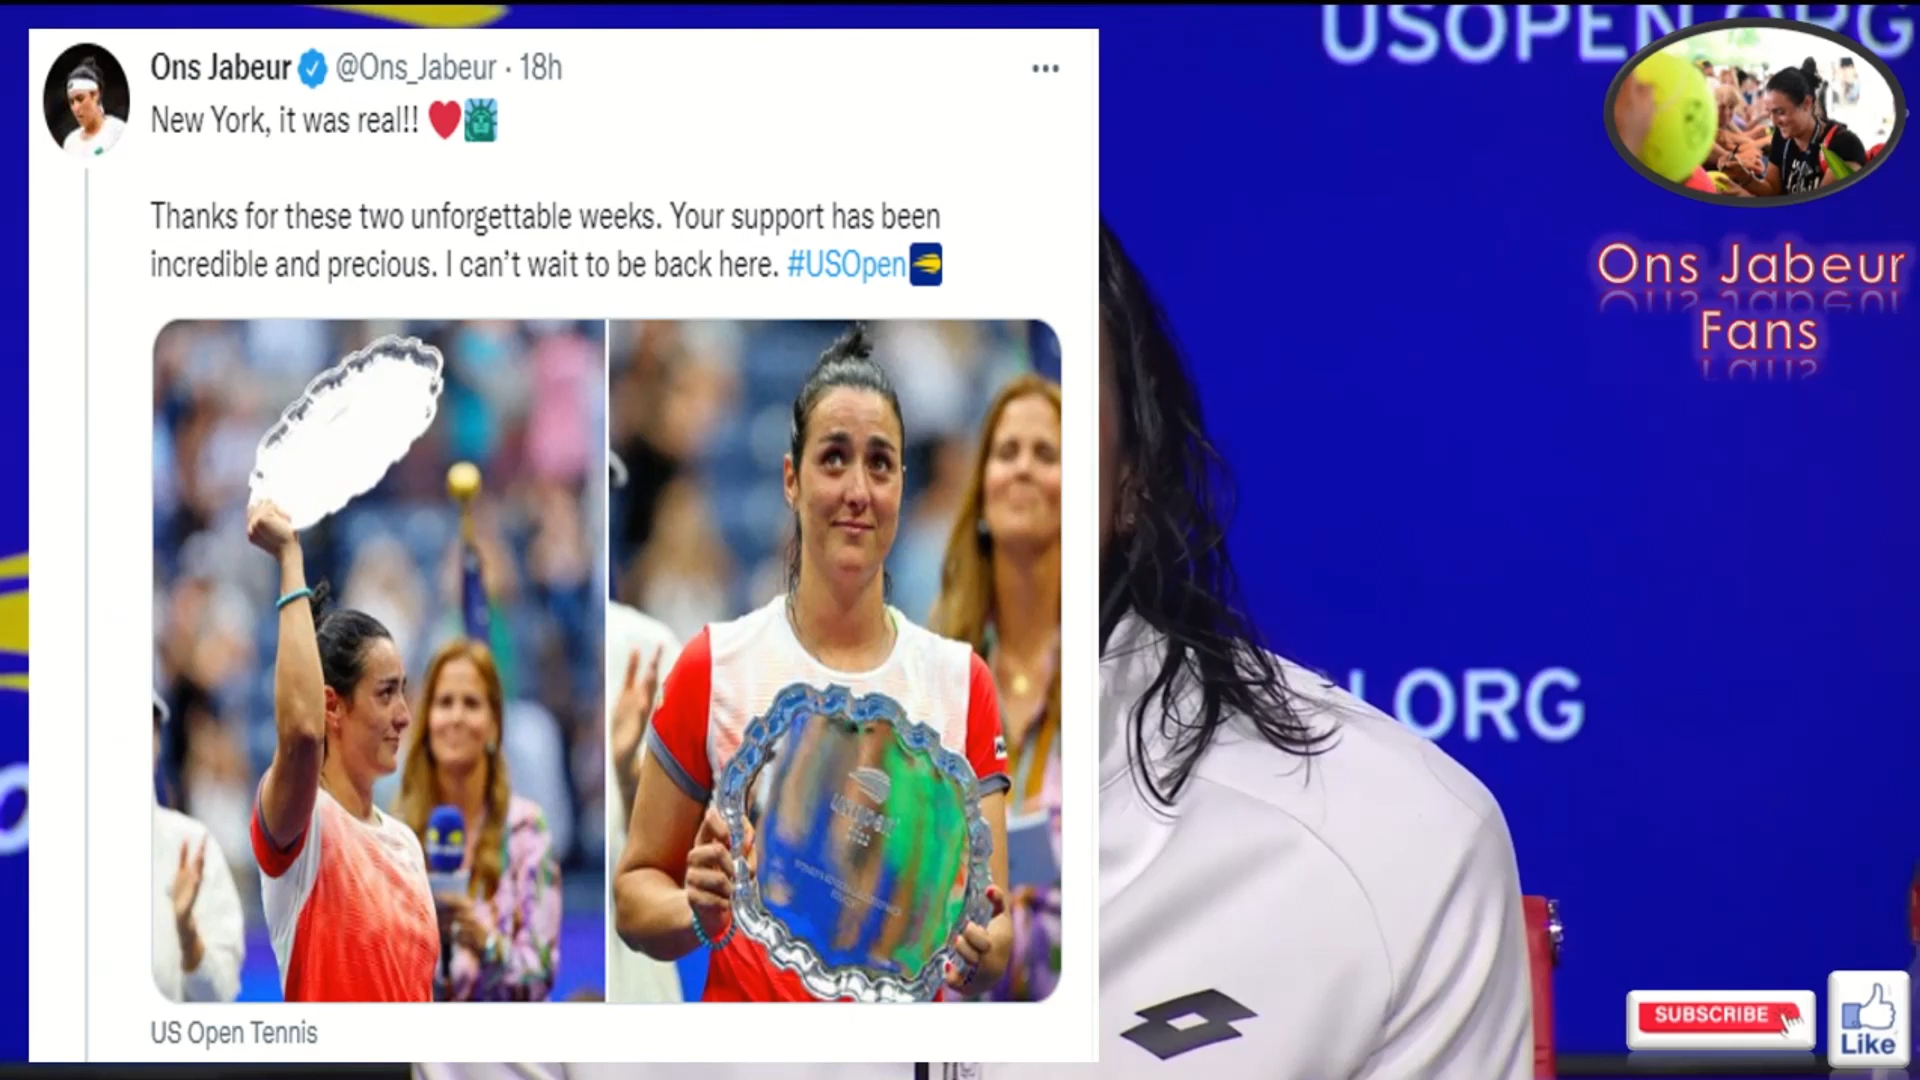 USOPEN.ORG
Ons Jabeur @Ons_Jabeur · 18h
New York, it was real!! ❤️🗽
Thanks for these two unforgettable weeks. Your support has been
incredible and precious. I can’t wait to be back here. #USOpen
US Open Tennis
Ons Jabeur
Fans
.ORG
SUBSCRIBE
Like